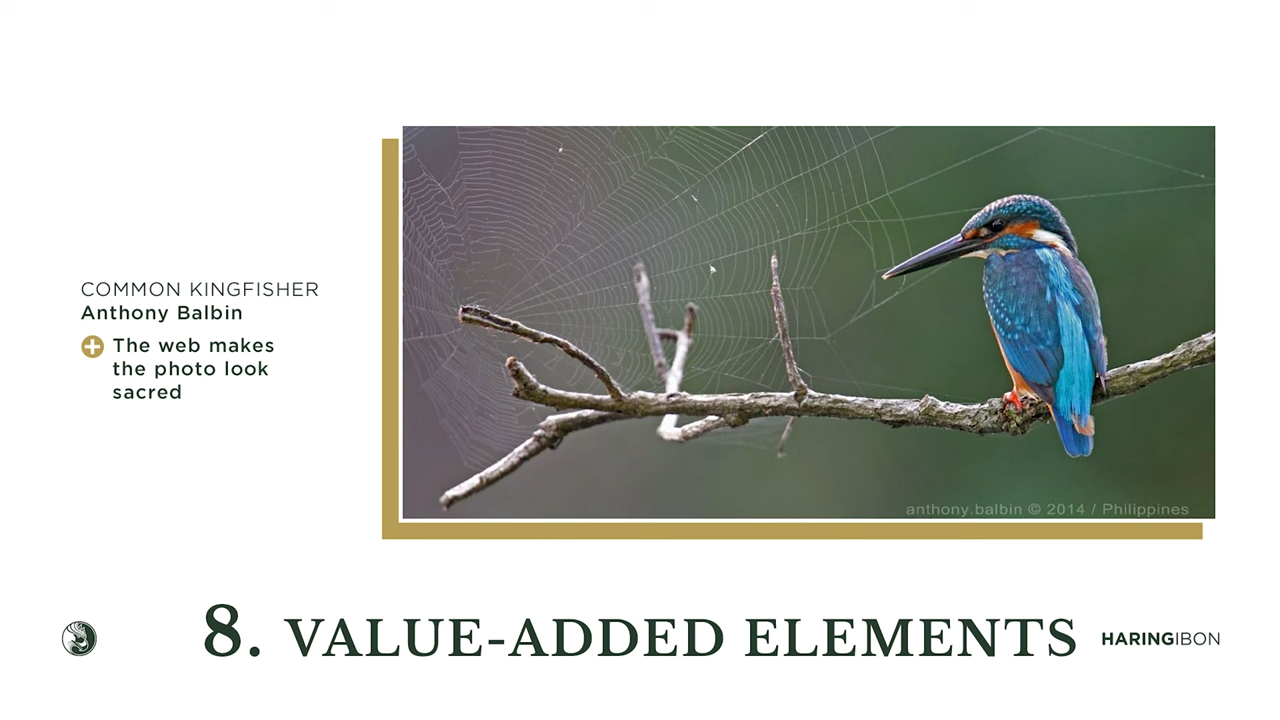 COMMON KINGFISHER
Anthony Balbin
The web makes
the photo look
sacred
anthony.balbin © 2014 / Philippines
8. VALUE-ADDED ELEMENTS
HARINGIBON